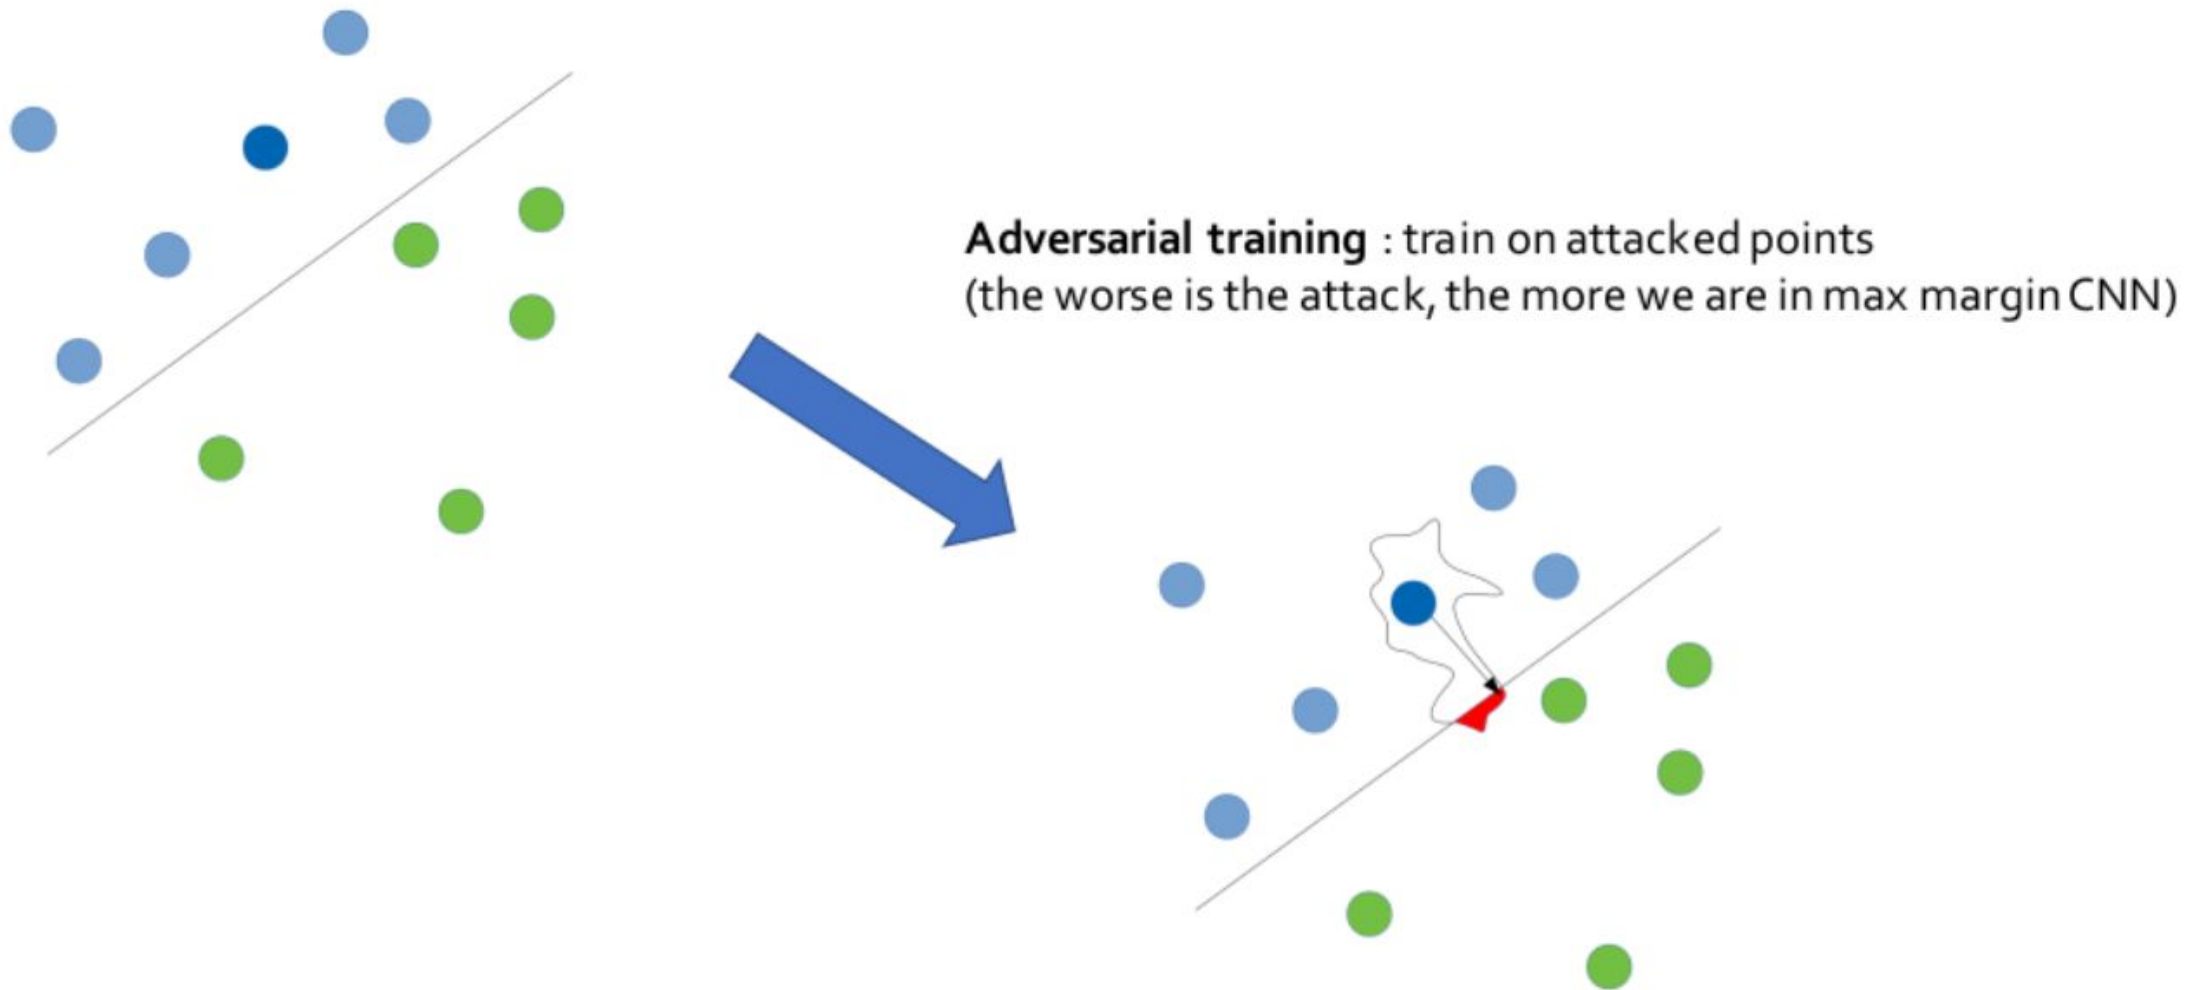 Adversarial training : train on attacked points
(the worse is the attack, the more we are in max margin CNN)